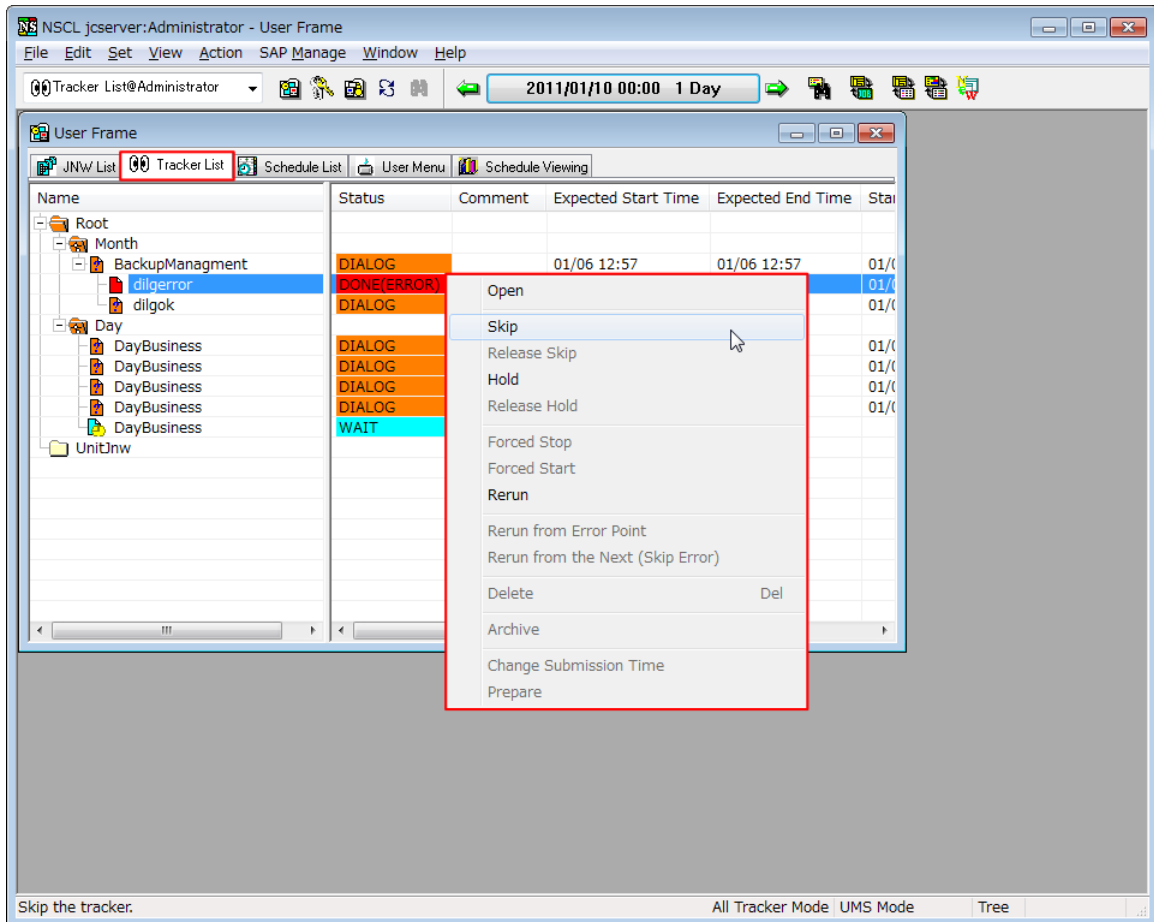 NSCL jcserver:Administrator - User Frame
File Edit Set View Action SAP Manage Window Help
Tracker List@Administrator 2011/01/10 00:00 1 Day
User Frame
JNW List Tracker List Schedule List User Menu Schedule Viewing
Name Status Comment Expected Start Time Expected End Time
Root
Month
BackupManagment DIALOG 01/06 12:57 01/06 12:57
dilgerror DONE(ERROR)
dilgok DIALOG
Day
DayBusiness DIALOG
DayBusiness DIALOG
DayBusiness DIALOG
DayBusiness DIALOG
DayBusiness WAIT
UnitJnw
Open
Skip
Release Skip
Hold
Release Hold
Forced Stop
Forced Start
Rerun
Rerun from Error Point
Rerun from the Next (Skip Error)
Delete Del
Archive
Change Submission Time
Prepare
Skip the tracker. All Tracker Mode UMS Mode Tree